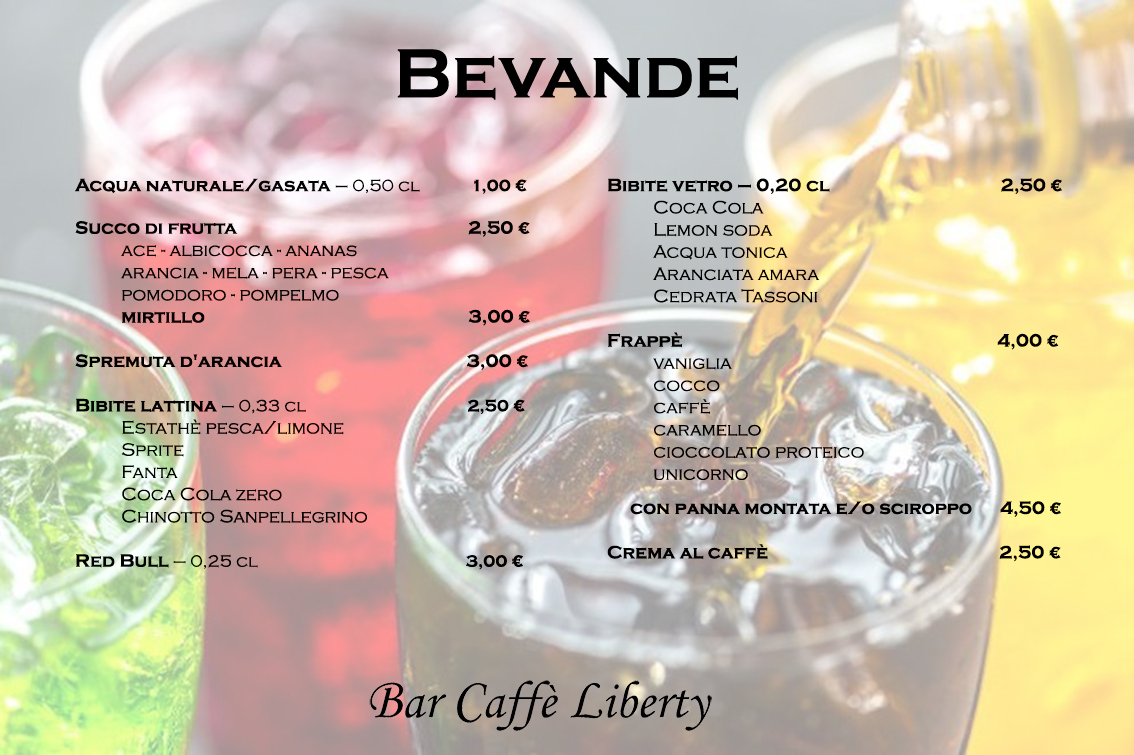 BEVANDE
ACQUA NATURALE/GASATA – 0,50 CL 1,00 €
SUCCO DI FRUTTA 2,50 €
ACE - ALBICOCCA - ANANAS
ARANCIA - MELA - PERA - PESCA
POMODORO - POMPELMO
MIRTILLO 3,00 €
SPREMUTA D'ARANCIA 3,00 €
BIBITE LATTINA – 0,33 CL 2,50 €
ESTATHÈ PESCA/LIMONE
SPRITE
FANTA
COCA COLA ZERO
CHINOTTO SANPELLEGRINO
RED BULL – 0,25 CL 3,00 €
BIBITE VETRO – 0,20 CL 2,50 €
COCA COLA
LEMON SODA
ACQUA TONICA
ARANCIATA AMARA
CEDRATA TASSONI
FRAPPÈ 4,00 €
VANIGLIA
COCCO
CAFFÈ
CARAMELLO
CIOCCOLATO PROTEICO
UNICORNO
CON PANNA MONTATA E/O SCIROPPO 4,50 €
CREMA AL CAFFÈ 2,50 €
Bar Caffè Liberty